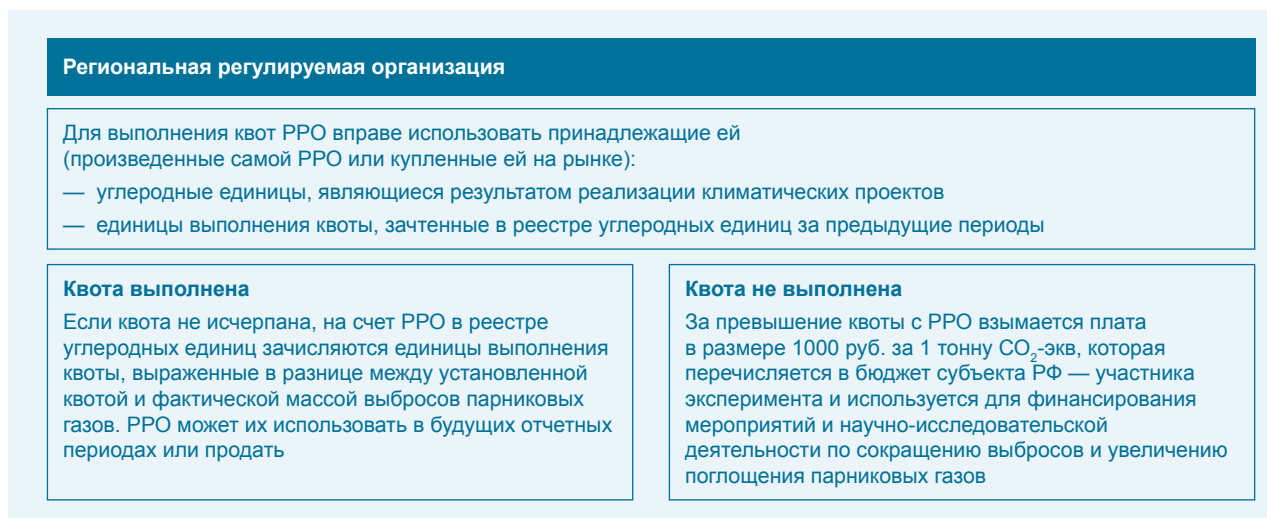 Региональная регулируемая организация
Для выполнения квот РРО вправе использовать принадлежащие ей
(произведенные самой РРО или купленные ей на рынке):
— углеродные единицы, являющиеся результатом реализации климатических проектов
— единицы выполнения квоты, зачтенные в реестре углеродных единиц за предыдущие периоды
Квота выполнена
Если квота не исчерпана, на счет РРО в реестре
углеродных единиц зачисляются единицы выполнения
квоты, выраженные в разнице между установленной
квотой и фактической массой выбросов парниковых
газов. РРО может их использовать в будущих отчетных
периодах или продать
Квота не выполнена
За превышение квоты с РРО взымается плата
в размере 1000 руб. за 1 тонну CO₂-экв, которая
перечисляется в бюджет субъекта РФ — участника
эксперимента и используется для финансирования
мероприятий и научно-исследовательской
деятельности по сокращению выбросов и увеличению
поглощения парниковых газов